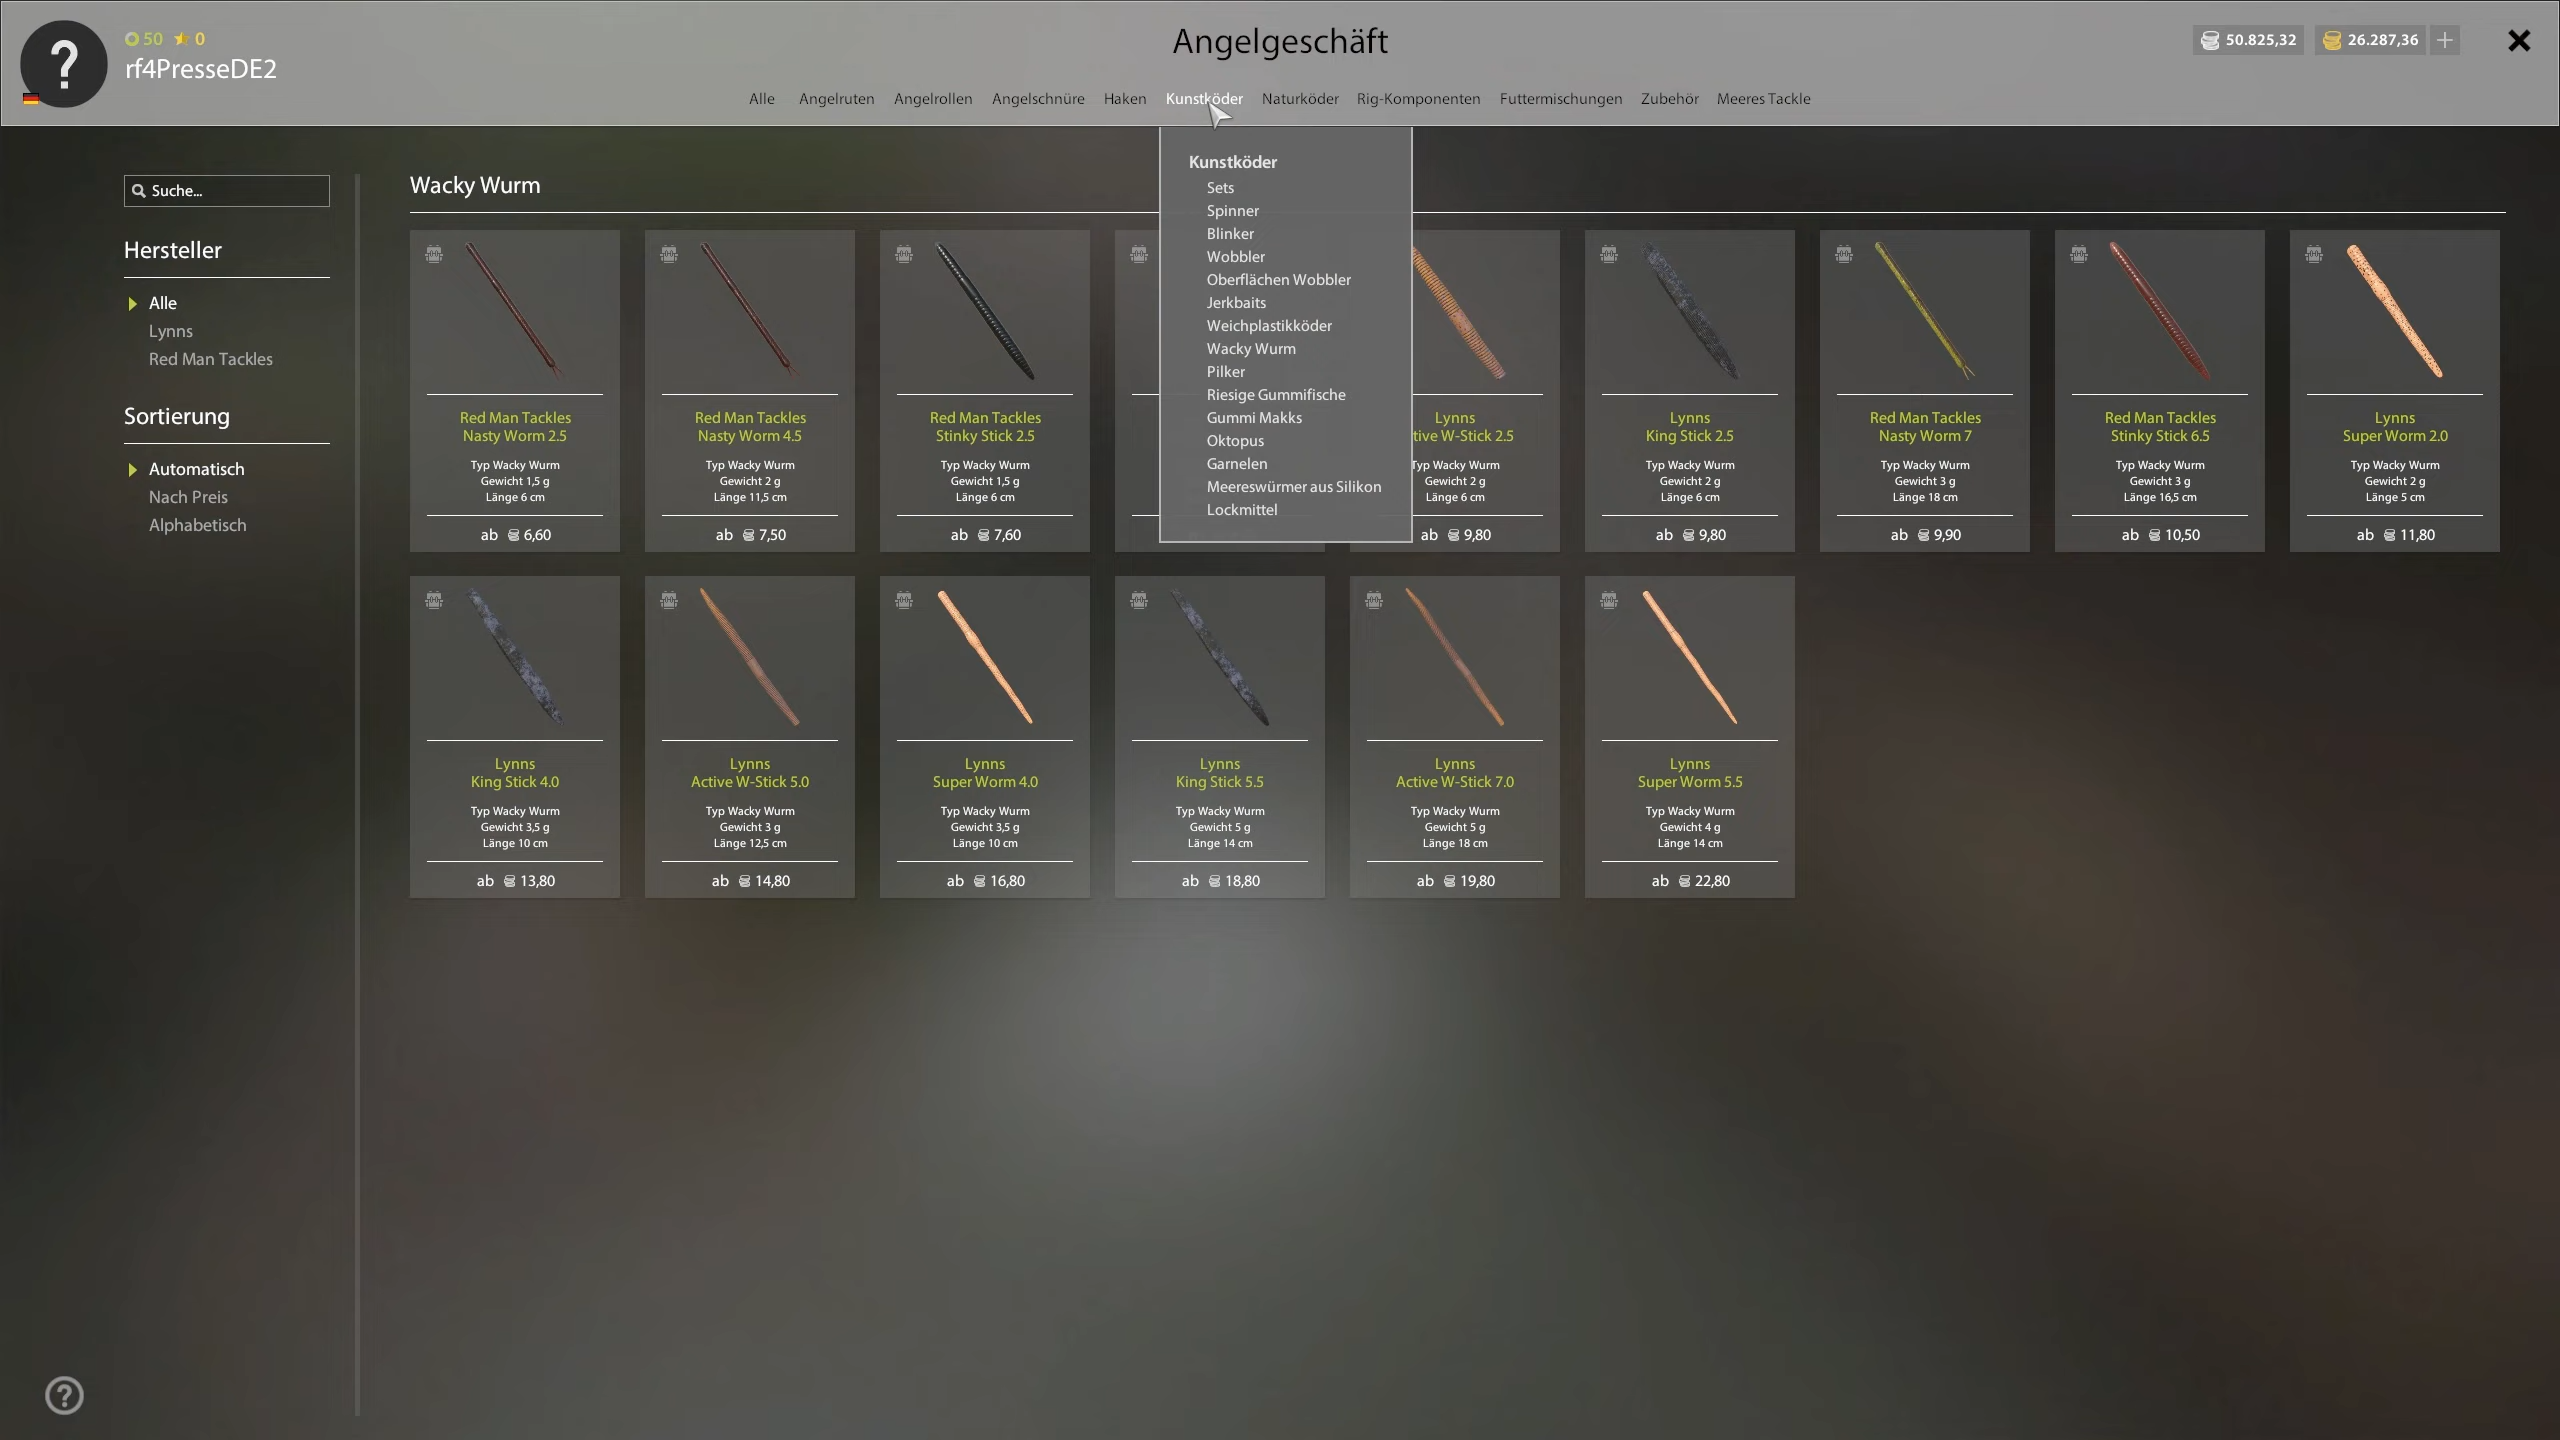 50 0
rf4PresseDE2
Angelgeschäft
50.825,32 26.287,36
Alle Angelruten Angelrollen Angelschnüre Haken Kunstköder Naturköder Rig-Komponenten Futtermischungen Zubehör Meeres Tackle
Suche...
Hersteller
Alle
Lynns
Red Man Tackles
Sortierung
Automatisch
Nach Preis
Alphabetisch
Wacky Wurm
Kunstköder
Sets
Spinner
Blinker
Wobbler
Oberflächen Wobbler
Jerkbaits
Weichplastikköder
Wacky Wurm
Pilker
Riesige Gummifische
Gummi Makks
Oktopus
Garnelen
Meereswürmer aus Silikon
Lockmittel
Red Man Tackles
Nasty Worm 2.5
Typ Wacky Wurm
Gewicht 1,5 g
Länge 6 cm
ab 6,60
Red Man Tackles
Nasty Worm 4.5
Typ Wacky Wurm
Gewicht 2 g
Länge 11,5 cm
ab 7,50
Red Man Tackles
Stinky Stick 2.5
Typ Wacky Wurm
Gewicht 1,5 g
Länge 6 cm
ab 7,60
Lynns
tive W-Stick 2.5
Typ Wacky Wurm
Gewicht 2 g
Länge 6 cm
ab 9,80
Lynns
King Stick 2.5
Typ Wacky Wurm
Gewicht 2 g
Länge 6 cm
ab 9,80
Red Man Tackles
Nasty Worm 7
Typ Wacky Wurm
Gewicht 3 g
Länge 18 cm
ab 9,90
Red Man Tackles
Stinky Stick 6.5
Typ Wacky Wurm
Gewicht 3 g
Länge 16,5 cm
ab 10,50
Lynns
Super Worm 2.0
Typ Wacky Wurm
Gewicht 2 g
Länge 5 cm
ab 11,80
Lynns
King Stick 4.0
Typ Wacky Wurm
Gewicht 3,5 g
Länge 10 cm
ab 13,80
Lynns
Active W-Stick 5.0
Typ Wacky Wurm
Gewicht 3 g
Länge 12,5 cm
ab 14,80
Lynns
Super Worm 4.0
Typ Wacky Wurm
Gewicht 3,5 g
Länge 10 cm
ab 16,80
Lynns
King Stick 5.5
Typ Wacky Wurm
Gewicht 5 g
Länge 14 cm
ab 18,80
Lynns
Active W-Stick 7.0
Typ Wacky Wurm
Gewicht 5 g
Länge 18 cm
ab 19,80
Lynns
Super Worm 5.5
Typ Wacky Wurm
Gewicht 4 g
Länge 14 cm
ab 22,80